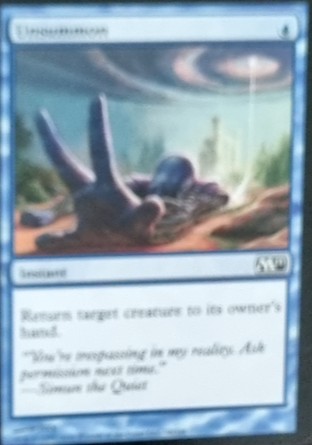 Unsummon
Instant
Return target creature to its owner's
hand.
"You're trespassing in my reality. Ask
permission next time."
—Siman the Quiet